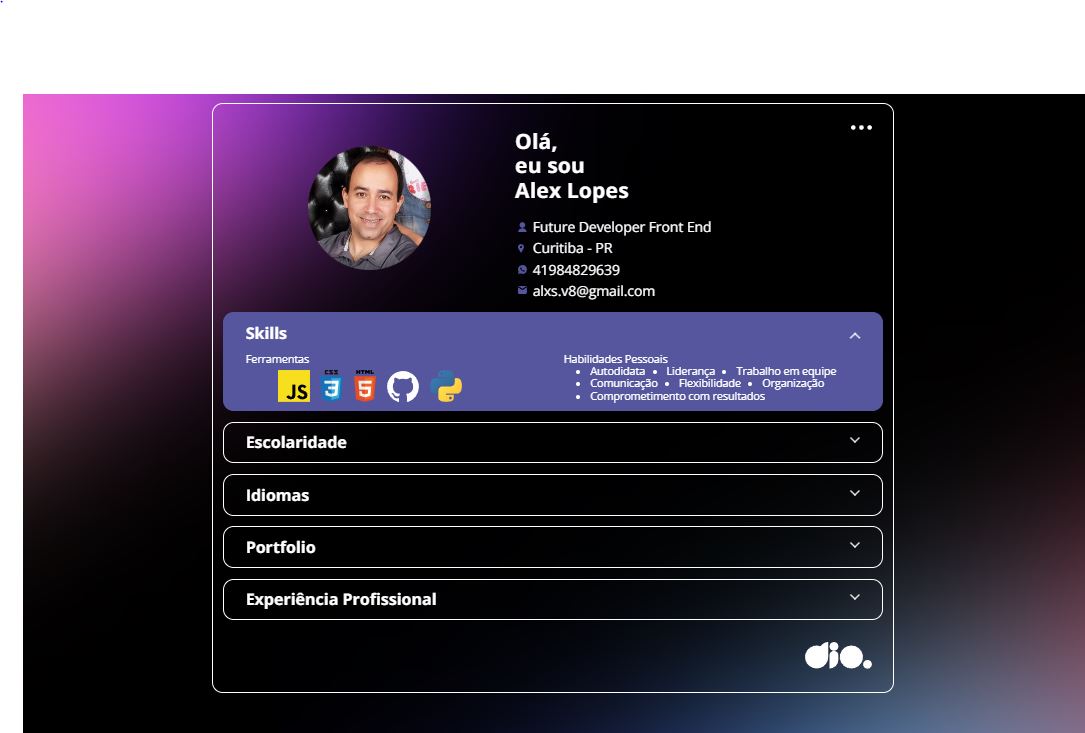 Olá,
eu sou
Alex Lopes
Future Developer Front End
Curitiba - PR
41984829639
alxs.v8@gmail.com
Skills
Ferramentas
JS
CSS
3
HTML
5
Habilidades Pessoais
• Autodidata • Liderança • Trabalho em equipe
• Comunicação • Flexibilidade • Organização
• Comprometimento com resultados
Escolaridade
Idiomas
Portfolio
Experiência Profissional
dio.